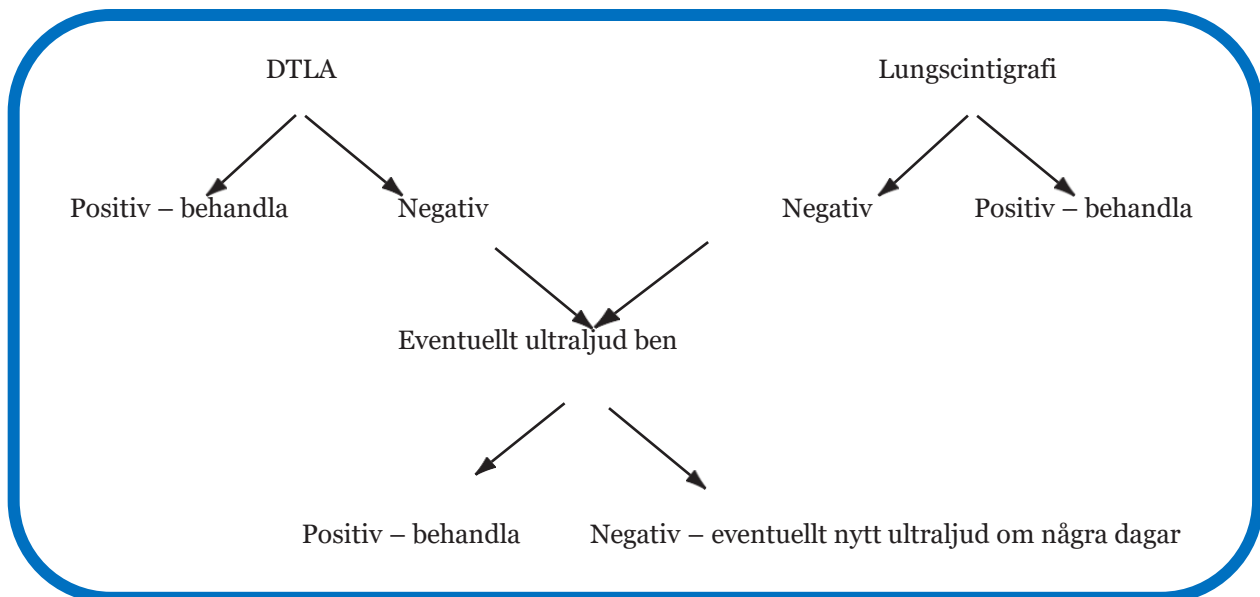 DTLA
Lungscintigrafi
Positiv – behandla
Negativ
Negativ
Positiv – behandla
Eventuellt ultraljud ben
Positiv – behandla
Negativ – eventuellt nytt ultraljud om några dagar